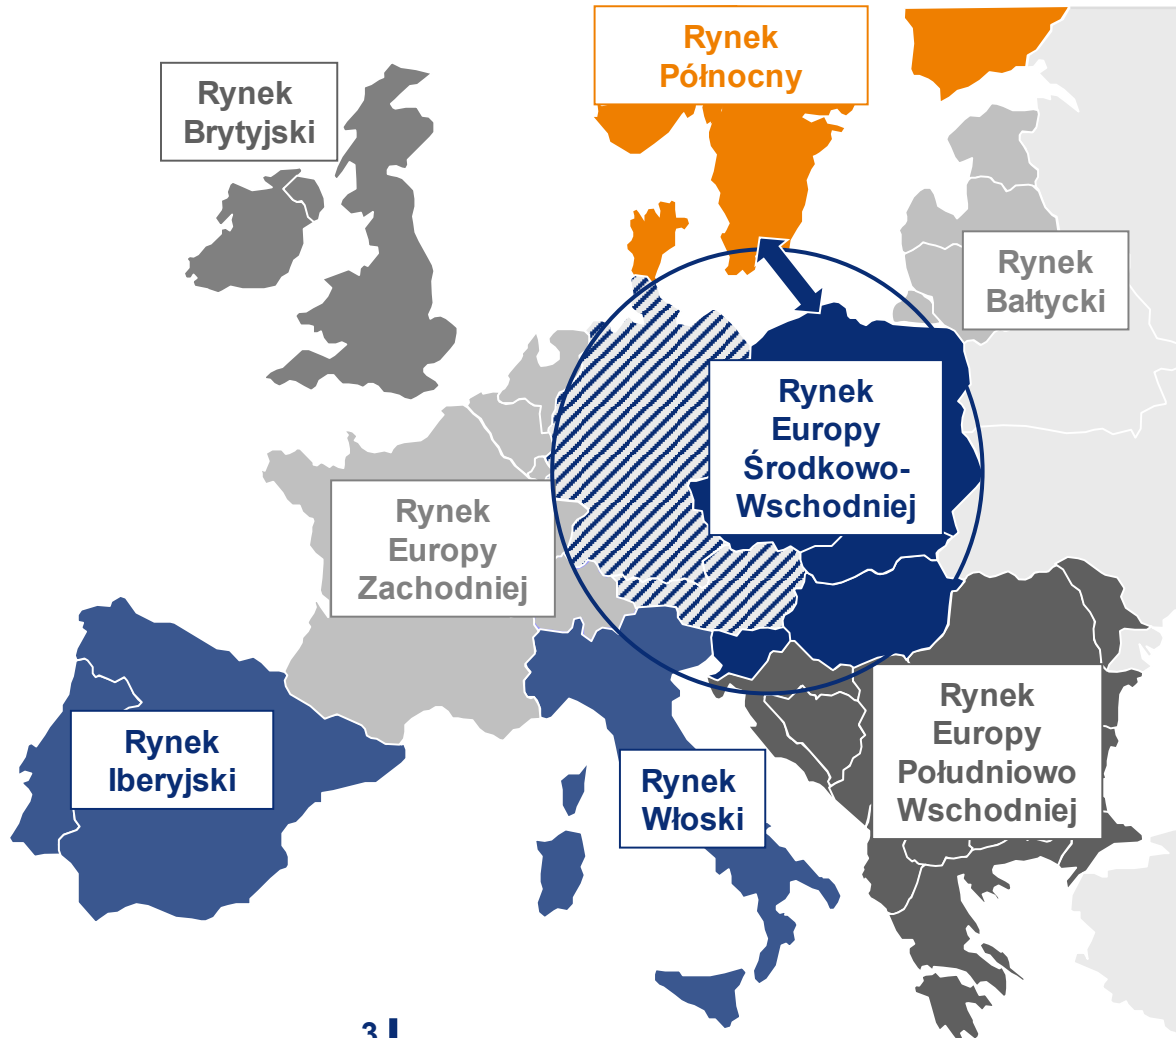 Rynek
Północny
Rynek
Brytyjski
Rynek
Bałtycki
Rynek
Europy
Środkowo-
Wschodniej
Rynek
Europy
Zachodniej
Rynek
Iberyjski
Rynek
Włoski
Rynek
Europy
Południowo
Wschodniej
3